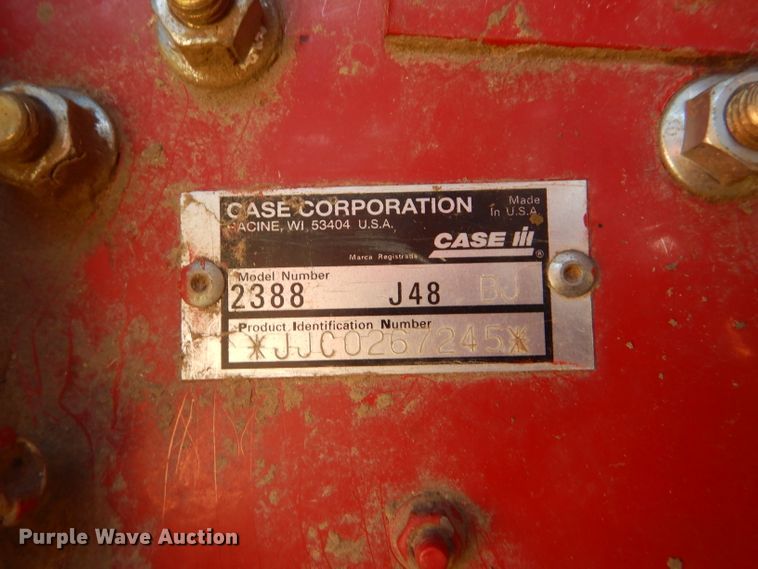 CASE CORPORATION
RACINE, WI 53404 U.S.A.
Made
In U.S.A.
CASE IH
®
Marca Registrada
Model Number
2388 J48 BJ
Product Identification Number
*JJC0267245*
Purple Wave Auction